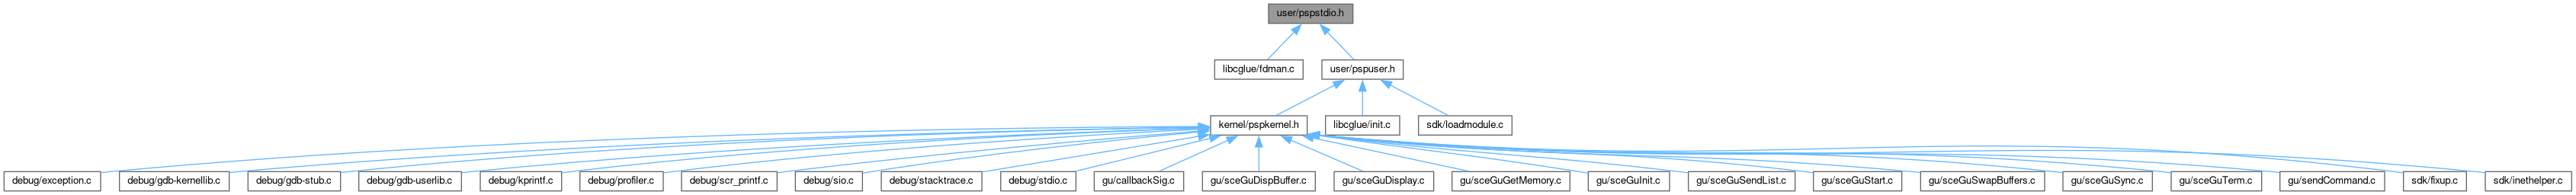 user/pspstdio.h
libcglue/fdman.c
user/pspuser.h
kernel/pspkernel.h
libcglue/init.c
sdk/loadmodule.c
debug/exception.c
debug/gdb-kernellib.c
debug/gdb-stub.c
debug/gdb-userlib.c
debug/kprintf.c
debug/profiler.c
debug/scr_printf.c
debug/sio.c
debug/stacktrace.c
debug/stdio.c
gu/callbackSig.c
gu/sceGuDispBuffer.c
gu/sceGuDisplay.c
gu/sceGuGetMemory.c
gu/sceGuInit.c
gu/sceGuSendList.c
gu/sceGuStart.c
gu/sceGuSwapBuffers.c
gu/sceGuSync.c
gu/sceGuTerm.c
gu/sendCommand.c
sdk/fixup.c
sdk/inethelper.c